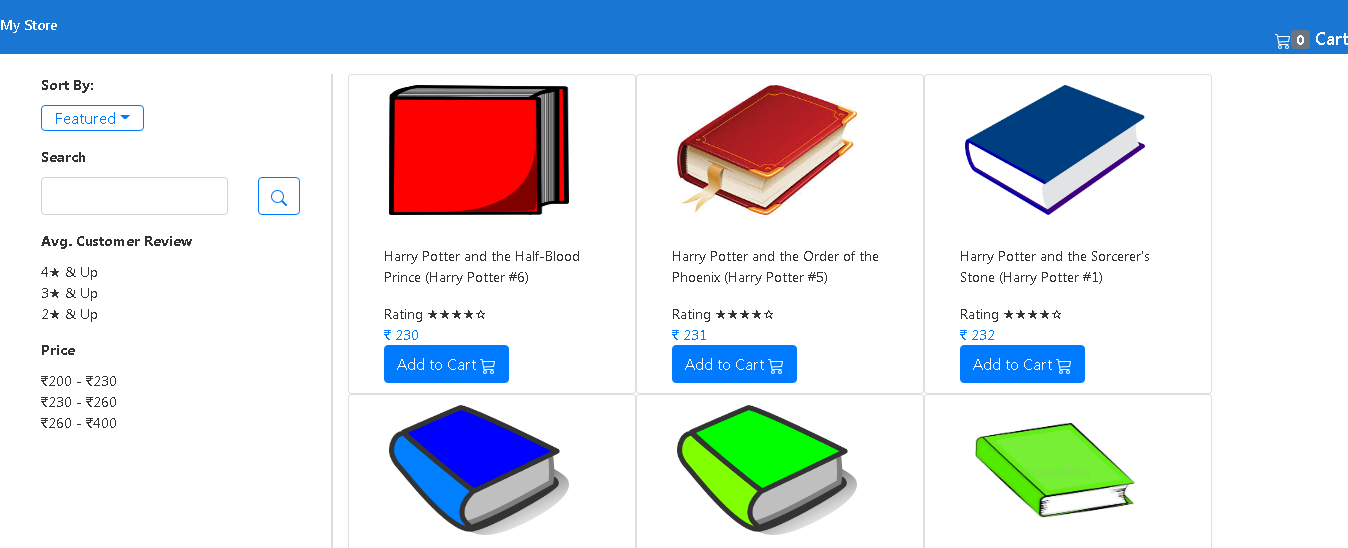 My Store
0 Cart
Sort By:
Featured
Search
Avg. Customer Review
4★ & Up
3★ & Up
2★ & Up
Price
₹200 - ₹230
₹230 - ₹260
₹260 - ₹400
Harry Potter and the Half-Blood
Prince (Harry Potter #6)
Rating ★★★★☆
₹ 230
Add to Cart
Harry Potter and the Order of the
Phoenix (Harry Potter #5)
Rating ★★★★☆
₹ 231
Add to Cart
Harry Potter and the Sorcerer's
Stone (Harry Potter #1)
Rating ★★★★☆
₹ 232
Add to Cart